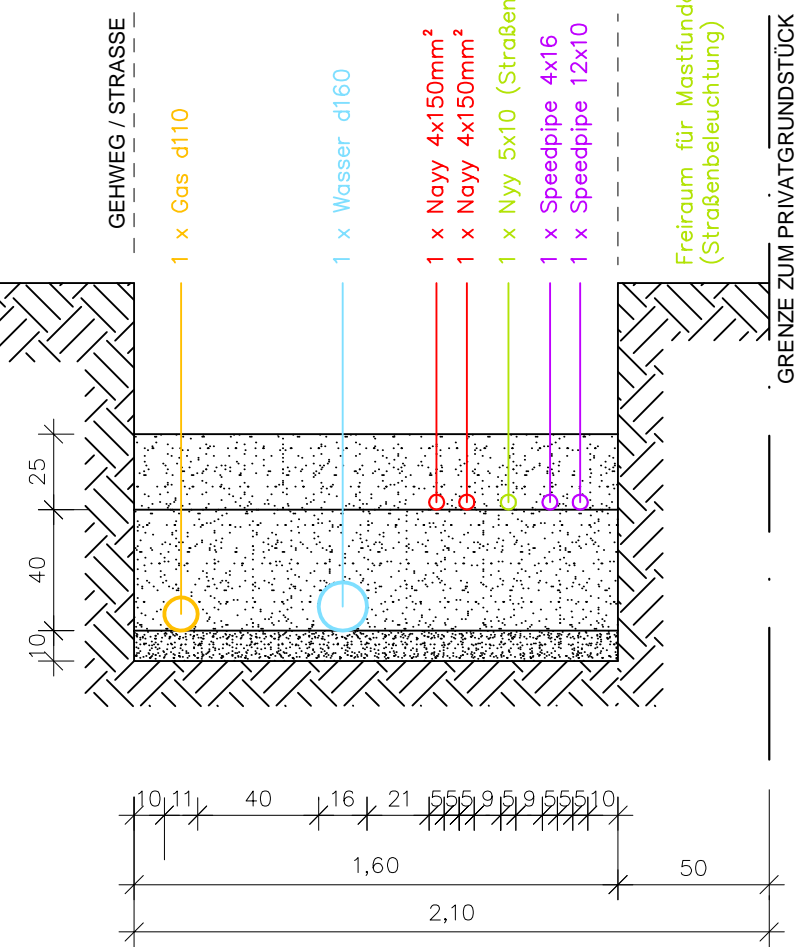 GEHWEG / STRASSE
1 x Gas d110
1 x Wasser d160
1 x Nayy 4x150mm²
1 x Nayy 4x150mm²
1 x Nyy 5x10 (Straßen
1 x Speedpipe 4x16
1 x Speedpipe 12x10
Freiraum für
(Straßenbeleuchtung)
GRENZE ZUM PRIVATGRUNDSTÜCK
25
40
10
10 11 40 16 21 5 5 5 9 5 9 5 5 5 10
1,60 50
2,10